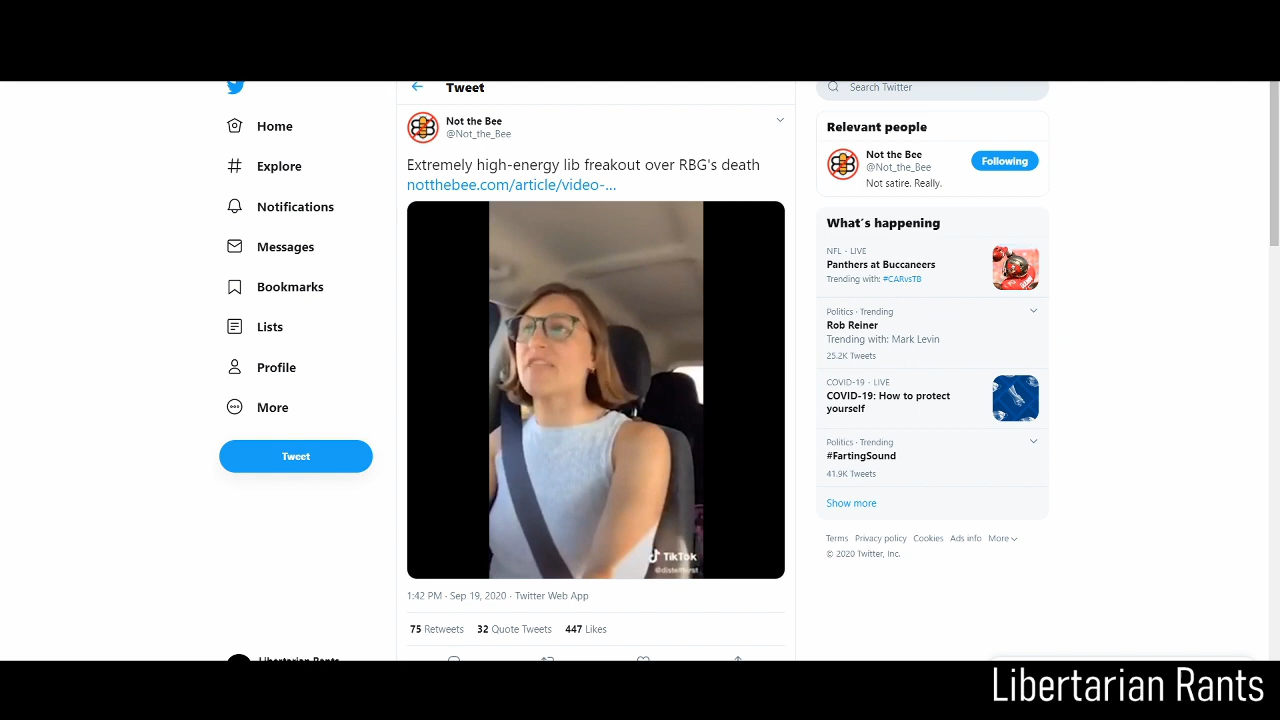 Tweet
Search Twitter
Home
Explore
Notifications
Messages
Bookmarks
Lists
Profile
More
Tweet
Not the Bee
@Not_the_Bee
Extremely high-energy lib freakout over RBG's death
notthebee.com/article/video-...
TikTok
1:42 PM · Sep 19, 2020 · Twitter Web App
75 Retweets 32 Quote Tweets 447 Likes
Relevant people
Not the Bee
@Not_the_Bee
Following
Not satire. Really.
What's happening
NFL · LIVE
Panthers at Buccaneers
Trending with: #CARvsTB
Politics · Trending
Rob Reiner
Trending with: Mark Levin
25.2K Tweets
COVID-19 · LIVE
COVID-19: How to protect
yourself
Politics · Trending
#FartingSound
41.9K Tweets
Show more
Terms Privacy policy Cookies Ads info More
© 2020 Twitter, Inc.
Libertarian Rants
Libertarian Rants